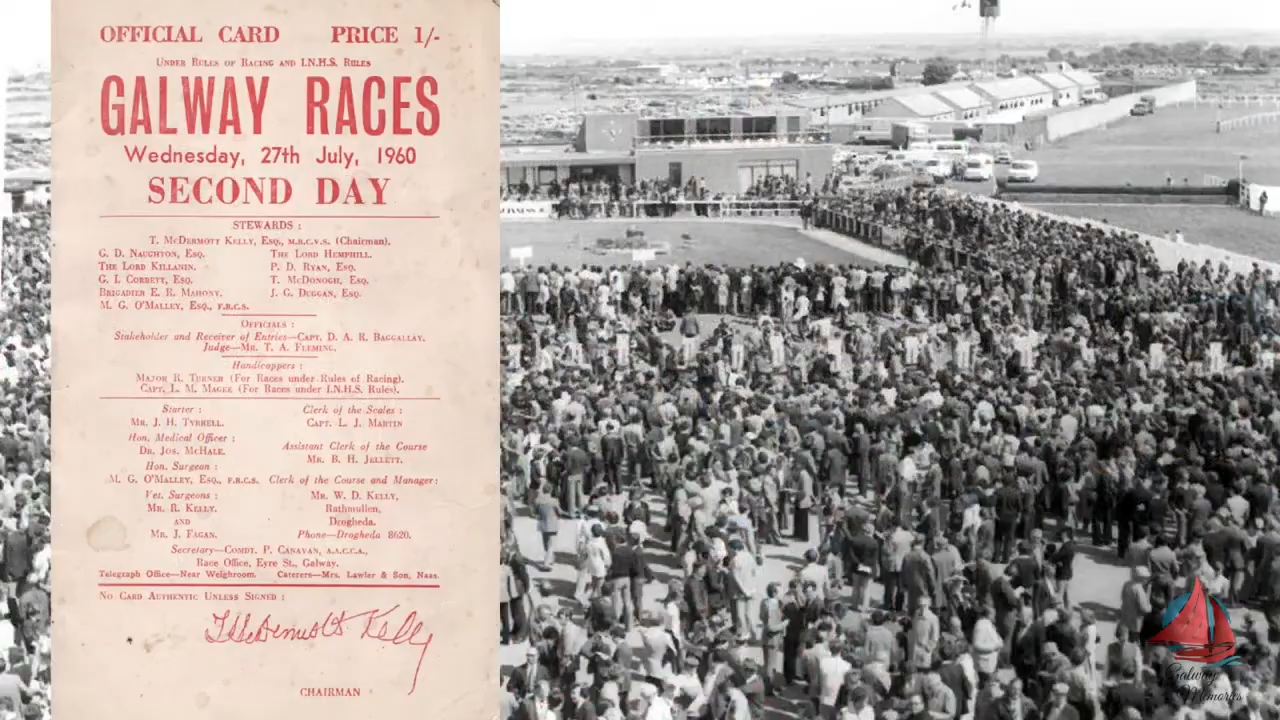 OFFICIAL CARD PRICE 1/-
UNDER RULES OF RACING AND I.N.H.S. RULES
GALWAY RACES
Wednesday, 27th July, 1960
SECOND DAY
STEWARDS :
T. McDERMOTT KELLY, ESQ., M.R.C.V.S. (Chairman).
G. D. NAUGHTON, ESQ. THE LORD HEMPHILL.
THE LORD KILLANIN. P. D. RYAN, ESQ.
G. I. CORBETT, ESQ. T. McDONOGH, ESQ.
BRIGADIER E. R. MAHONY. J. G. DUGGAN, ESQ.
M. G. O'MALLEY, ESQ., F.R.C.S.
OFFICIALS :
Stakeholder and Receiver of Entries—CAPT. D. A. R. BAGGALLAY.
Judge—MR. T. A. FLEMING.
Handicappers :
MAJOR R. TURNER (For Races under Rules of Racing).
CAPT. L. M. MAGEE (For Races under I.N.H.S. Rules).
Starter : Clerk of the Scales :
MR. J. H. TYRRELL. CAPT. L. J. MARTIN
Hon. Medical Officer : Assistant Clerk of the Course
DR. JOS. McHALE. MR. B. H. JELLETT.
Hon. Surgeon :
M. G. O'MALLEY, ESQ., F.R.C.S. Clerk of the Course and Manager:
Vet. Surgeons : MR. W. D. KELLY,
MR. R. KELLY. Rathmullen,
AND Drogheda.
MR. J. FAGAN. Phone—Drogheda 8620.
Secretary—COMDT. P. CANAVAN, A.A.C.C.A.,
Race Office, Eyre St., Galway.
Telegraph Office—Near Weighroom. Caterers—Mrs. Lawler & Son, Naas.
NO CARD AUTHENTIC UNLESS SIGNED :
T McDermott Kelly
CHAIRMAN
GUINNESS
Galway
Memories